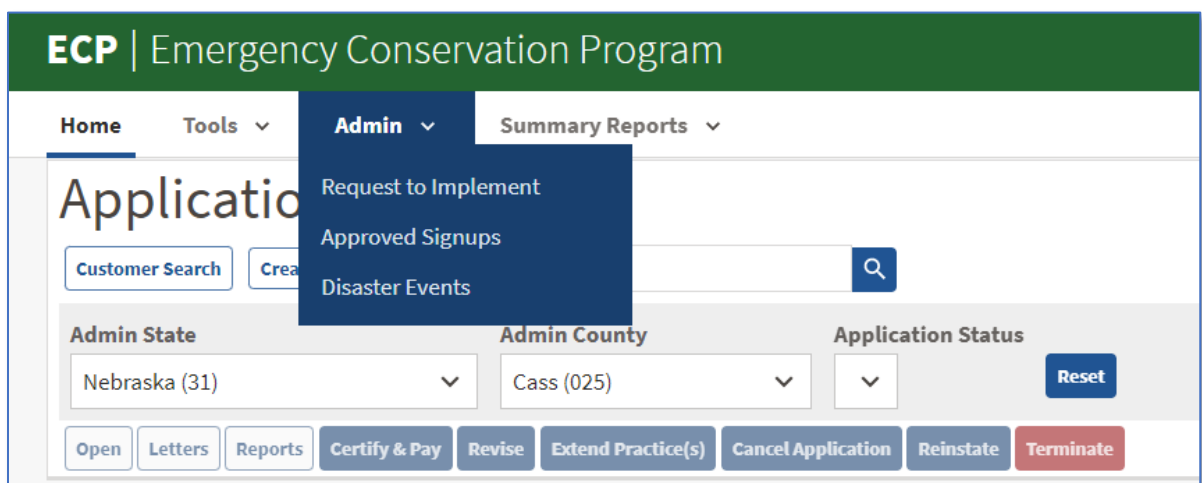 ECP | Emergency Conservation Program
Home Tools Admin Summary Reports
Request to Implement
Approved Signups
Disaster Events
Applicatio
Customer Search Crea
Admin State Admin County Application Status
Nebraska (31) Cass (025) Reset
Open Letters Reports Certify & Pay Revise Extend Practice(s) Cancel Application Reinstate Terminate